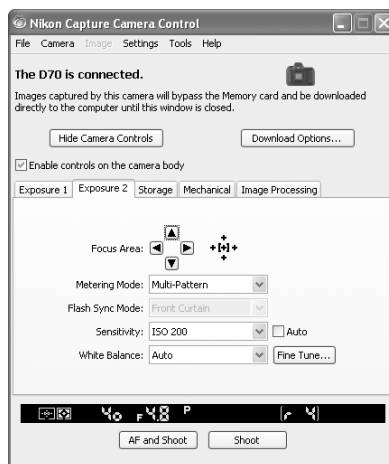 Nikon Capture Camera Control
File Camera Image Settings Tools Help
The D70 is connected.
Images captured by this camera will bypass the Memory card and be downloaded
directly to the computer until this window is closed.
Hide Camera Controls Download Options...
Enable controls on the camera body
Exposure 1 Exposure 2 Storage Mechanical Image Processing
Focus Area:
Metering Mode: Multi-Pattern
Flash Sync Mode: Front Curtain
Sensitivity: ISO 200 Auto
White Balance: Auto Fine Tune...
40 F4.8 P [r 4]
AF and Shoot Shoot